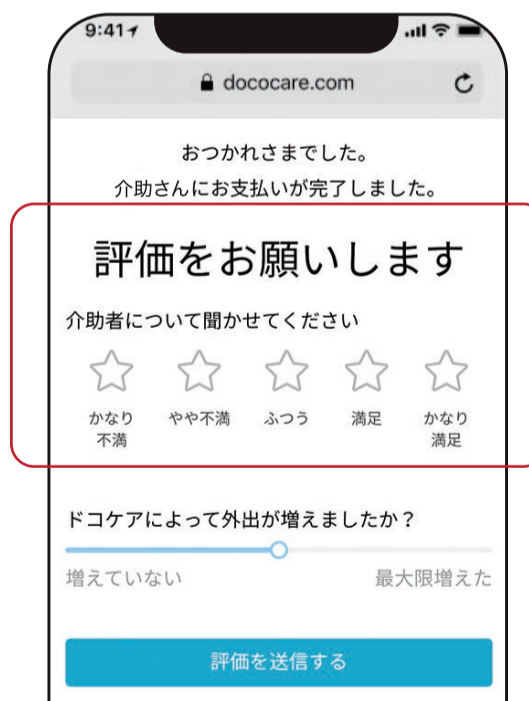 9:41
dococare.com
おつかれさまでした。
介助さんにお支払いが完了しました。
評価をお願いします
介助者について聞かせてください
かなり不満 やや不満 ふつう 満足 かなり満足
ドコケアによって外出が増えましたか？
増えていない 最大限増えた
評価を送信する